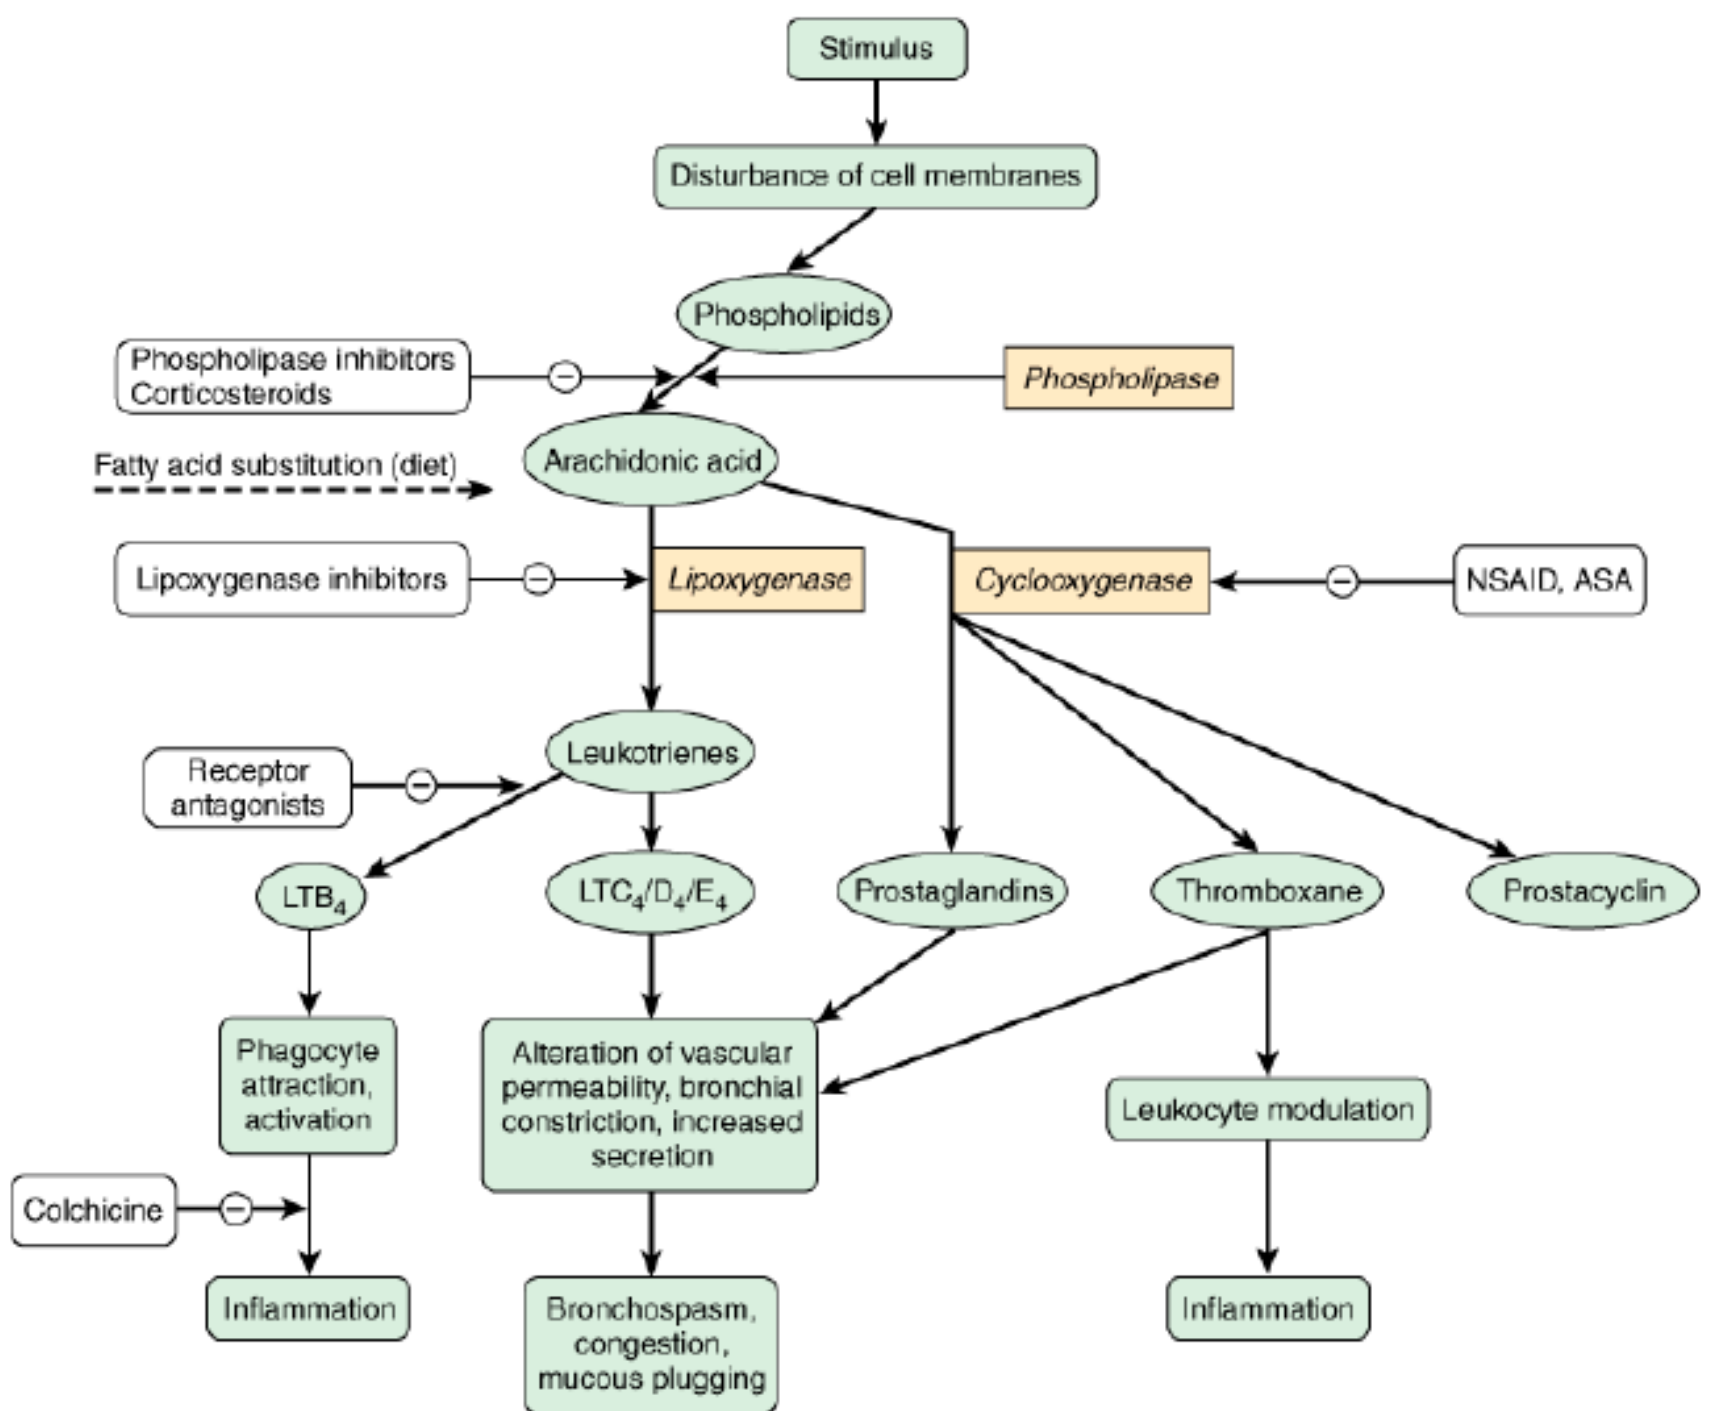 Stimulus
Disturbance of cell membranes
Phospholipids
Phospholipase inhibitors
Corticosteroids
Phospholipase
Arachidonic acid
Fatty acid substitution (diet)
Lipoxygenase inhibitors
Lipoxygenase
Cyclooxygenase
NSAID, ASA
Leukotrienes
Receptor
antagonists
LTB₄
LTC₄/D₄/E₄
Prostaglandins
Thromboxane
Prostacyclin
Phagocyte
attraction,
activation
Alteration of vascular
permeability, bronchial
constriction, increased
secretion
Leukocyte modulation
Colchicine
Inflammation
Bronchospasm,
congestion,
mucous plugging
Inflammation